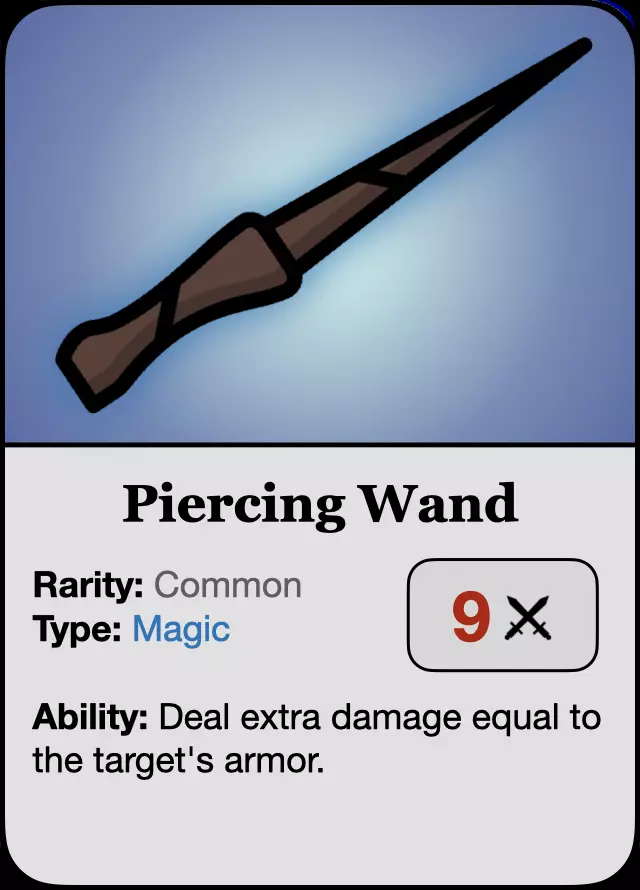 Piercing Wand
Rarity: Common
Type: Magic
9
Ability: Deal extra damage equal to
the target's armor.